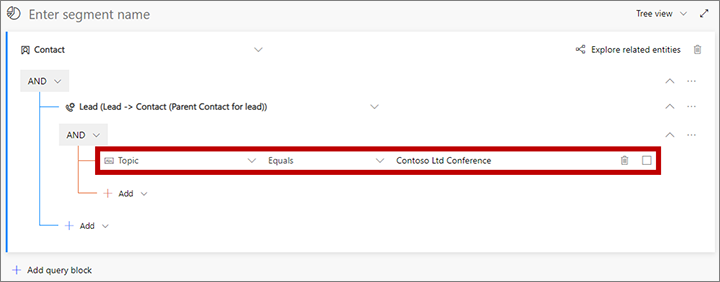 Enter segment name Tree view
Contact Explore related entities
AND
Lead (Lead -> Contact (Parent Contact for lead))
AND
Topic Equals Contoso Ltd Conference
+ Add
+ Add
+ Add query block